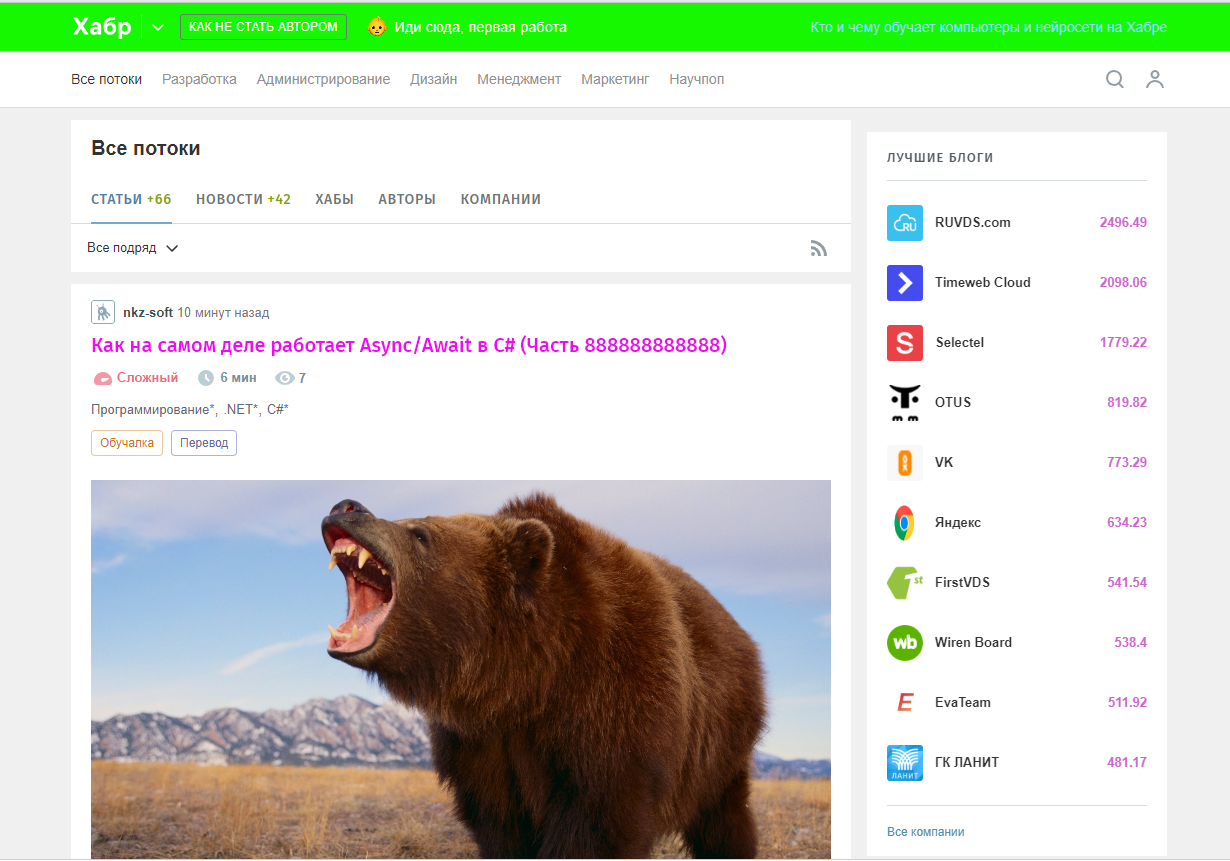 Хабр
КАК НЕ СТАТЬ АВТОРОМ
Иди сюда, первая работа
Кто и чему обучает компьютеры и нейросети на Хабре
Все потоки Разработка Администрирование Дизайн Менеджмент Маркетинг Научпоп
Все потоки
СТАТЬИ +66 НОВОСТИ +42 ХАБЫ АВТОРЫ КОМПАНИИ
Все подряд
nkz-soft 10 минут назад
Как на самом деле работает Async/Await в C# (Часть 888888888888)
Сложный 6 мин 7
Программирование*, .NET*, C#*
Обучалка Перевод
ЛУЧШИЕ БЛОГИ
RU RUVDS.com 2496.49
Timeweb Cloud 2098.06
S Selectel 1779.22
OTUS 819.82
VK 773.29
Яндекс 634.23
1st FirstVDS 541.54
wb Wiren Board 538.4
E EvaTeam 511.92
ЛАНИТ ГК ЛАНИТ 481.17
Все компании